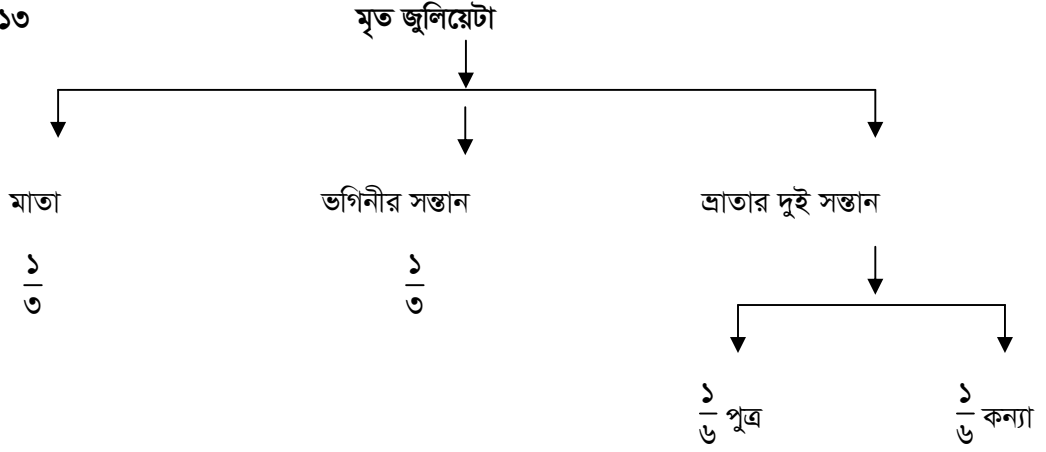 ১৩ মৃত জুলিয়েটা
মাতা ভগিনীর সন্তান ভ্রাতার দুই সন্তান
১/৩ ১/৩
১/৬ পুত্র ১/৬ কন্যা